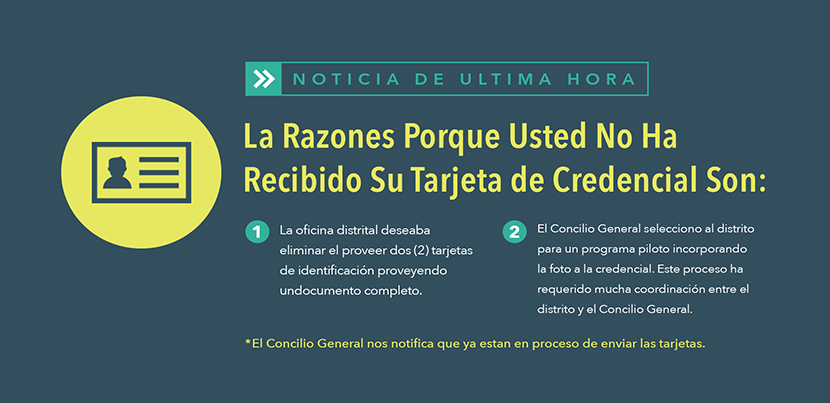 NOTICIA DE ULTIMA HORA
La Razones Porque Usted No Ha
Recibido Su Tarjeta de Credencial Son:
1 La oficina distrital deseaba
eliminar el proveer dos (2) tarjetas
de identificación proveyendo
undocumento completo.
2 El Concilio General selecciono al distrito
para un programa piloto incorporando
la foto a la credencial. Este proceso ha
requerido mucha coordinación entre el
distrito y el Concilio General.
*El Concilio General nos notifica que ya estan en proceso de enviar las tarjetas.